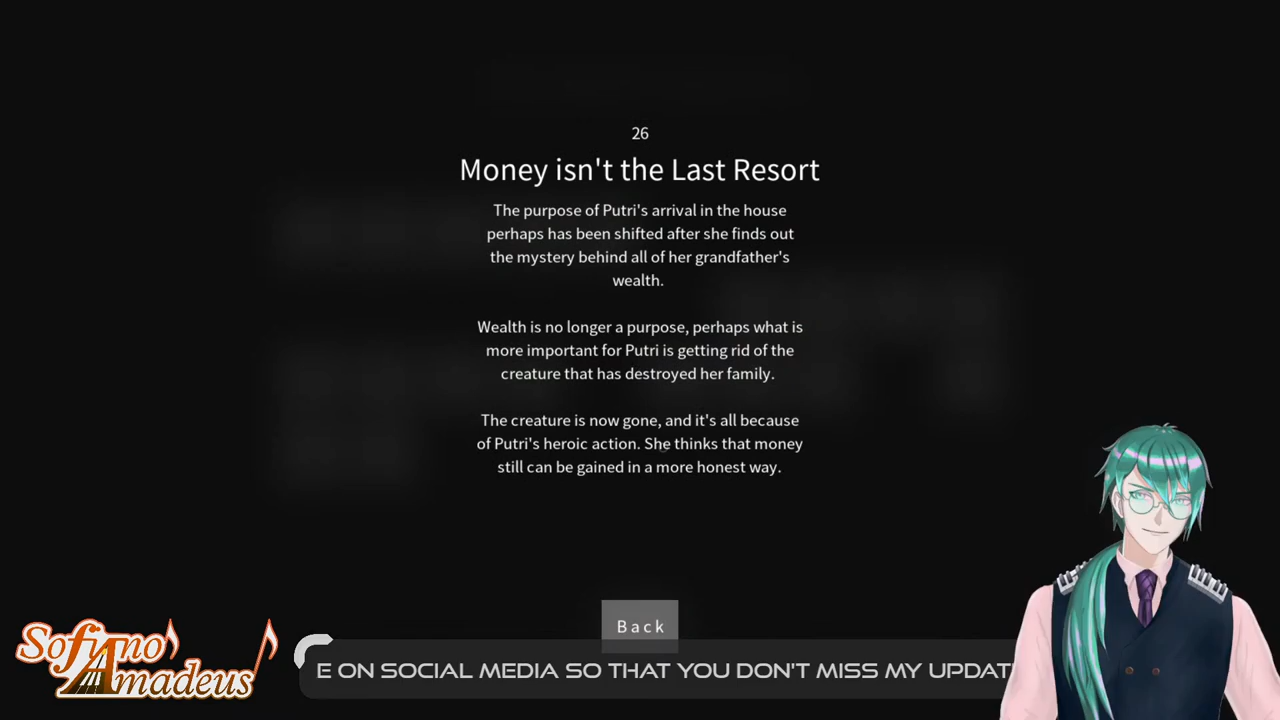 26
Money isn't the Last Resort
The purpose of Putri's arrival in the house
perhaps has been shifted after she finds out
the mystery behind all of her grandfather's
wealth.
Wealth is no longer a purpose, perhaps what is
more important for Putri is getting rid of the
creature that has destroyed her family.
The creature is now gone, and it's all because
of Putri's heroic action. She thinks that money
still can be gained in a more honest way.
Back
Sofiano
Amadeus
E ON SOCIAL MEDIA SO THAT YOU DON'T MISS MY UPDAT